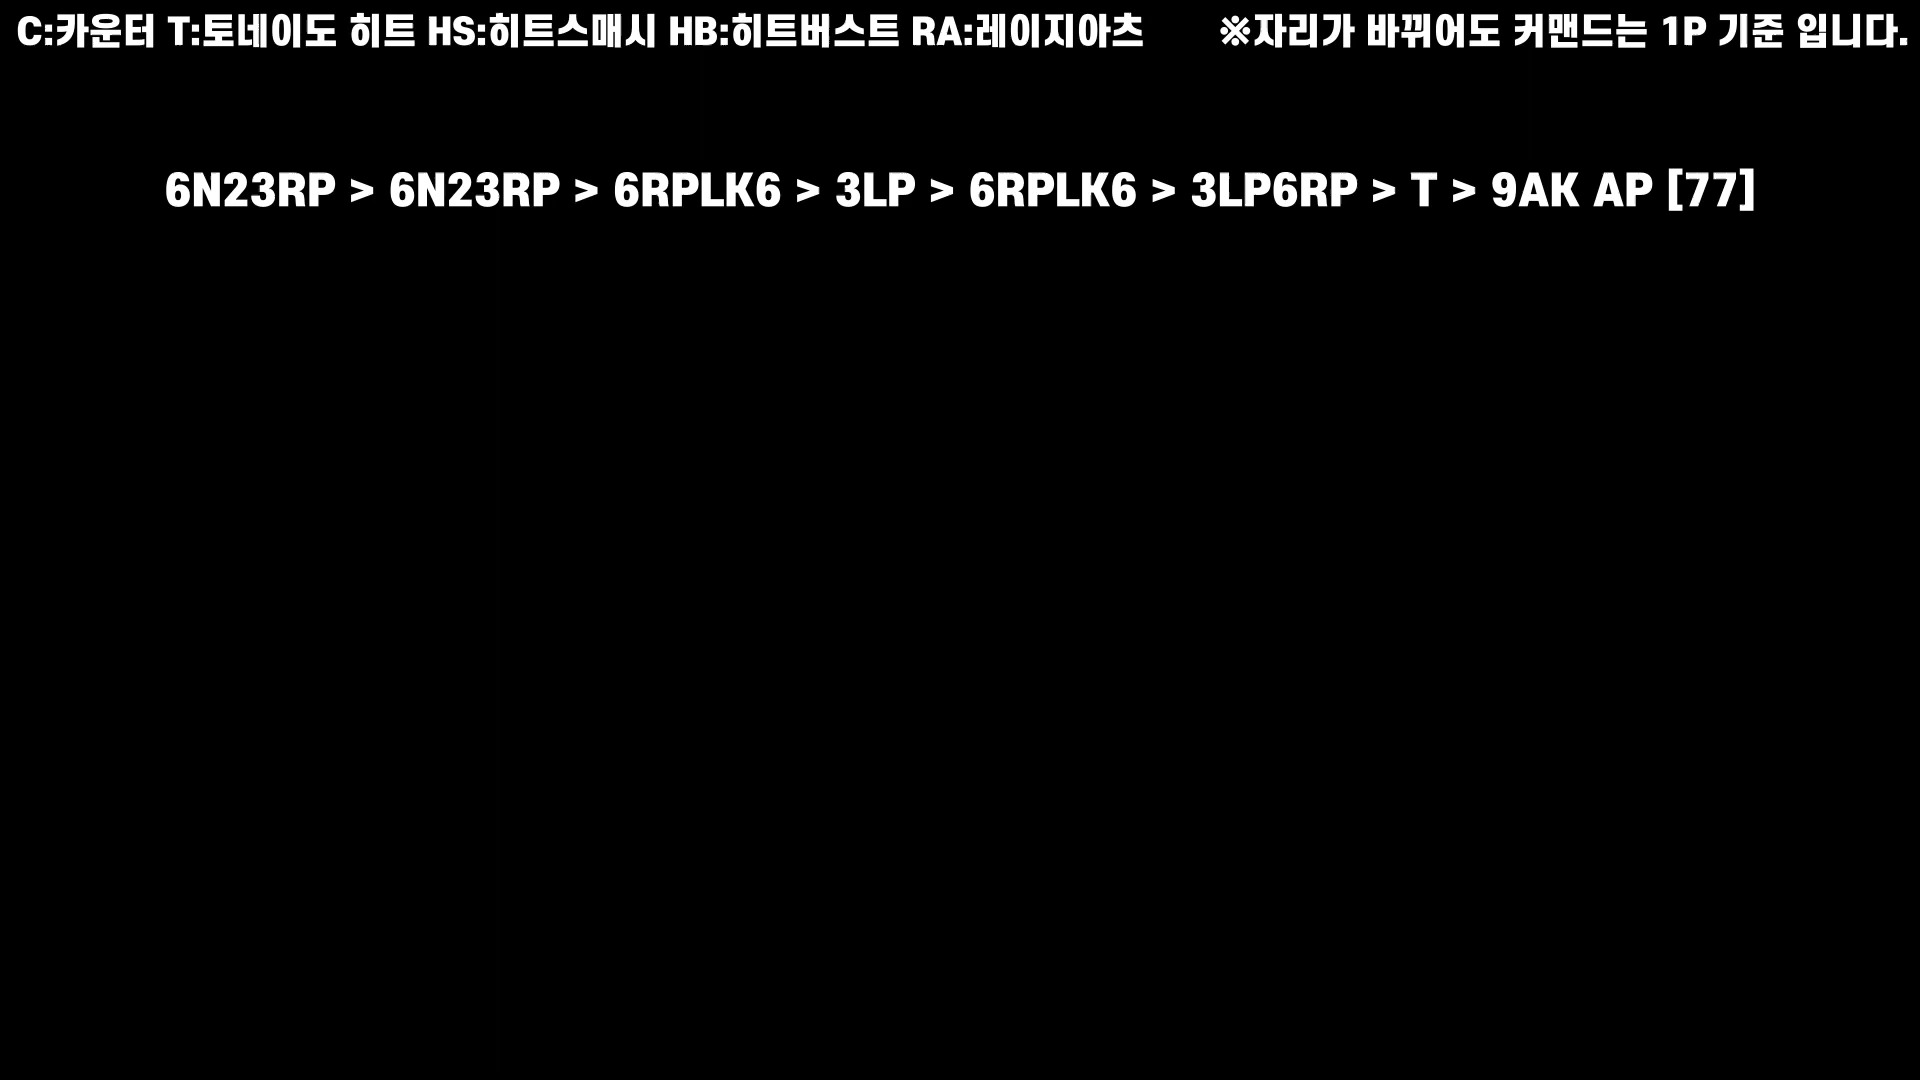 C:카운터 T:토네이도 히트 HS:히트스매시 HB:히트버스트 RA:레이지아츠 ※자리가 바뀌어도 커맨드는 1P 기준 입니다.
6N23RP > 6N23RP > 6RPLK6 > 3LP > 6RPLK6 > 3LP6RP > T > 9AK AP [77]